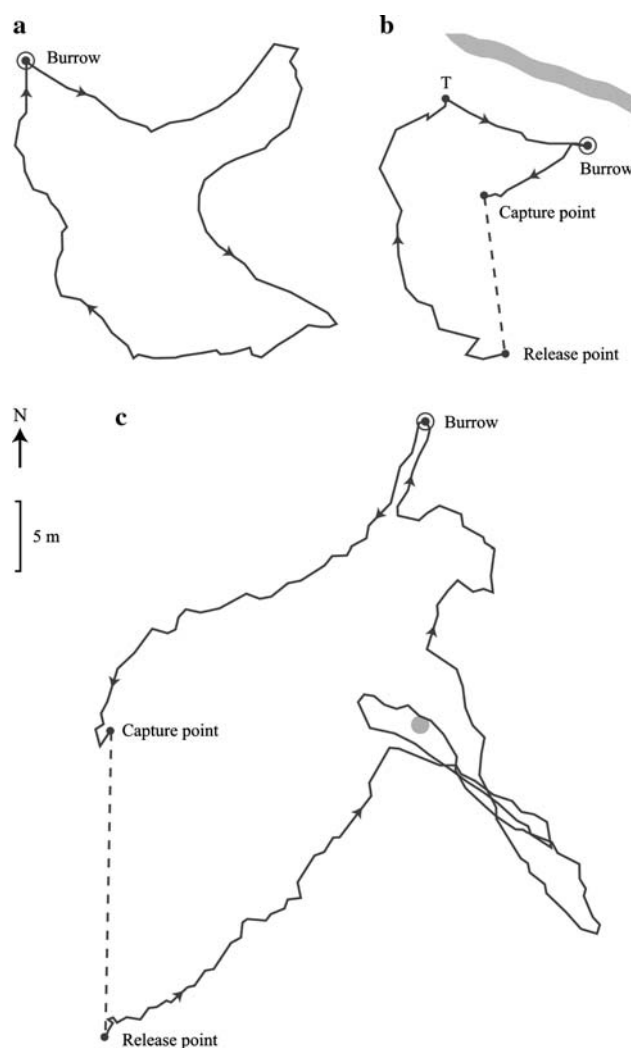 a
Burrow
b
T
Burrow
Capture point
Release point
N
c
Burrow
5 m
Capture point
Release point